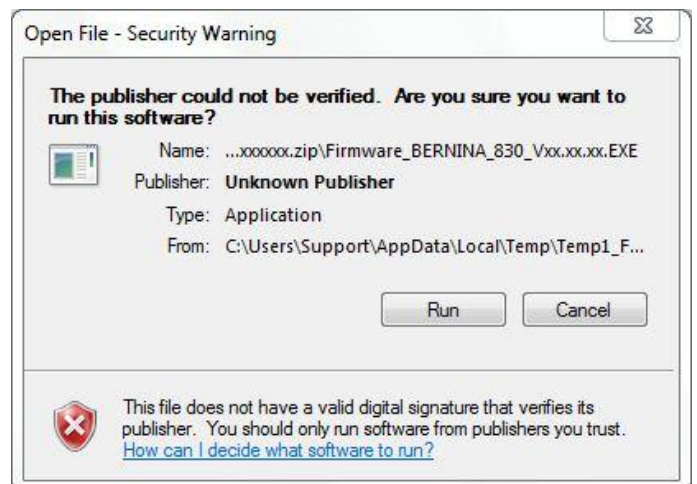 Open File - Security Warning
The publisher could not be verified. Are you sure you want to
run this software?
Name: ...xxxxxx.zip\Firmware_BERNINA_830_Vxx.xx.xx.EXE
Publisher: Unknown Publisher
Type: Application
From: C:\Users\Support\AppData\Local\Temp\Temp1_F...
Run Cancel
This file does not have a valid digital signature that verifies its
publisher. You should only run software from publishers you trust.
How can I decide what software to run?